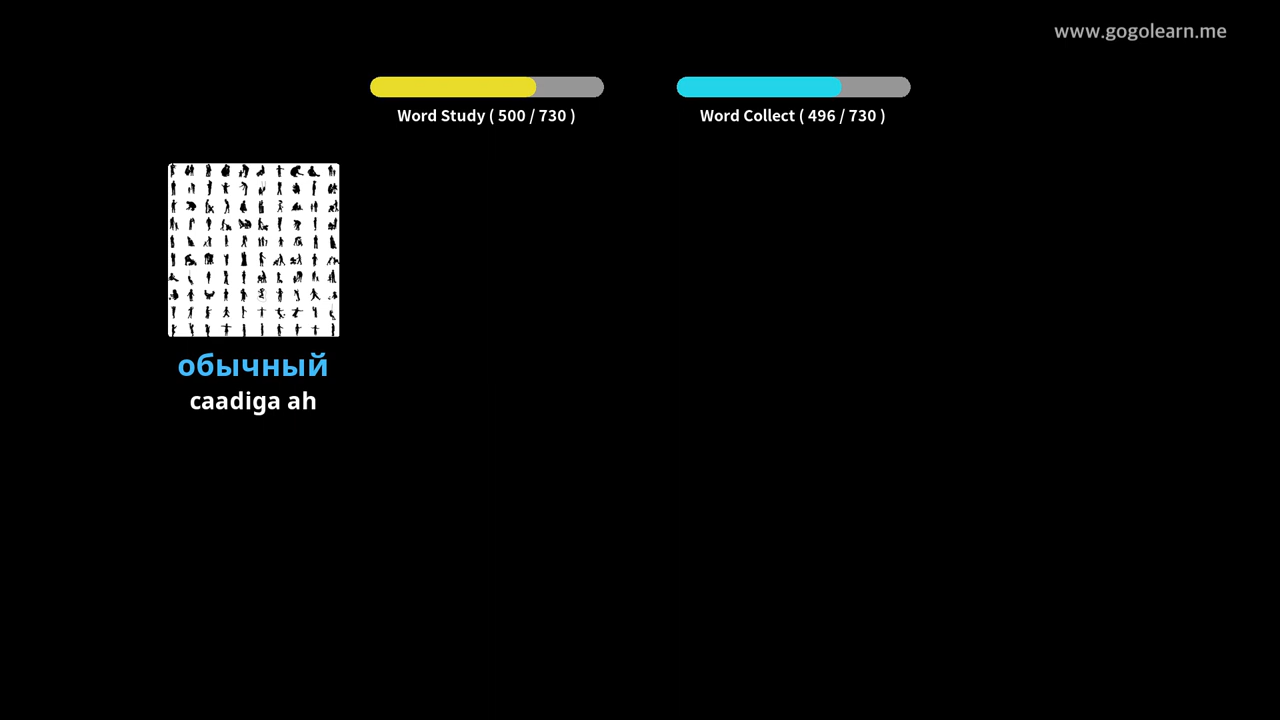 www.gogolearn.me
Word Study ( 500 / 730 )
Word Collect ( 496 / 730 )
обычный
caadiga ah